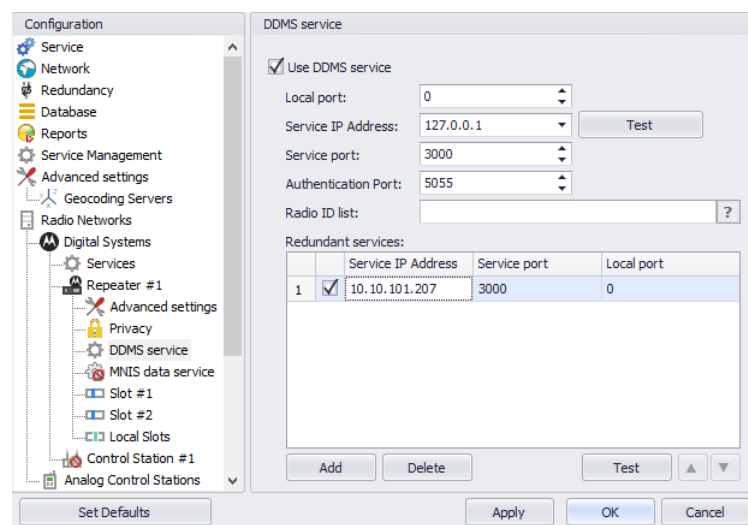 Configuration
Service
Network
Redundancy
Database
Reports
Service Management
Advanced settings
Geocoding Servers
Radio Networks
Digital Systems
Services
Repeater #1
Advanced settings
Privacy
DDMS service
MNIS data service
Slot #1
Slot #2
Local Slots
Control Station #1
Analog Control Stations
Set Defaults
DDMS service
Use DDMS service
Local port: 0
Service IP Address: 127.0.0.1 Test
Service port: 3000
Authentication Port: 5055
Radio ID list: ?
Redundant services:
Service IP Address Service port Local port
1 10.10.101.207 3000 0
Add Delete Test
Apply OK Cancel